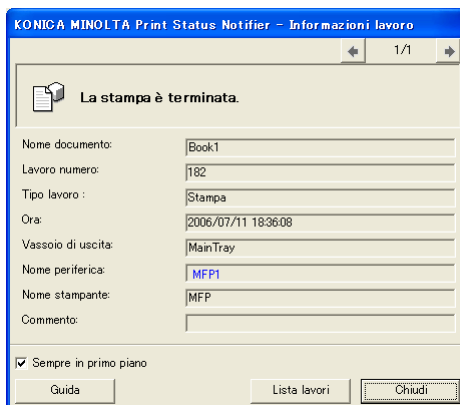 KONICA MINOLTA Print Status Notifier - Informazioni lavoro
1/1
La stampa è terminata.
Nome documento: Book1
Lavoro numero: 182
Tipo lavoro : Stampa
Ora: 2006/07/11 18:36:08
Vassoio di uscita: MainTray
Nome periferica: MFP1
Nome stampante: MFP
Commento:
Sempre in primo piano
Guida Lista lavori Chiudi